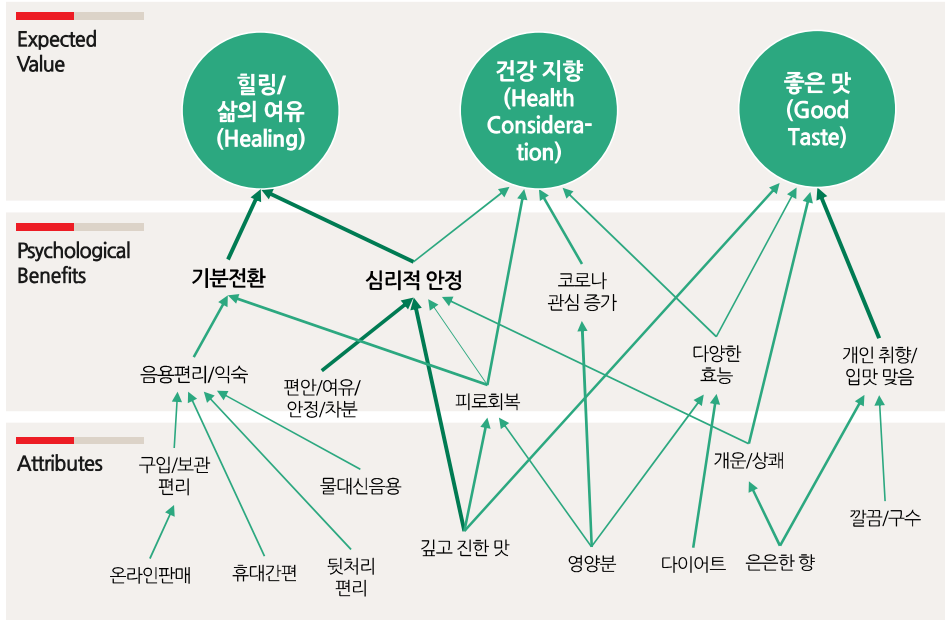 Expected
Value
힐링/
삶의 여유
(Healing)
건강 지향
(Health
Considera-
tion)
좋은 맛
(Good
Taste)
Psychological
Benefits
기분전환
심리적 안정
코로나
관심 증가
다양한
효능
개인 취향/
입맛 맞음
음용편리/익숙
편안/여유/
안정/차분
피로회복
Attributes
구입/보관
편리
물대신음용
개운/상쾌
깔끔/구수
온라인판매
휴대간편
뒷처리
편리
깊고 진한 맛
영양분
다이어트
은은한 향